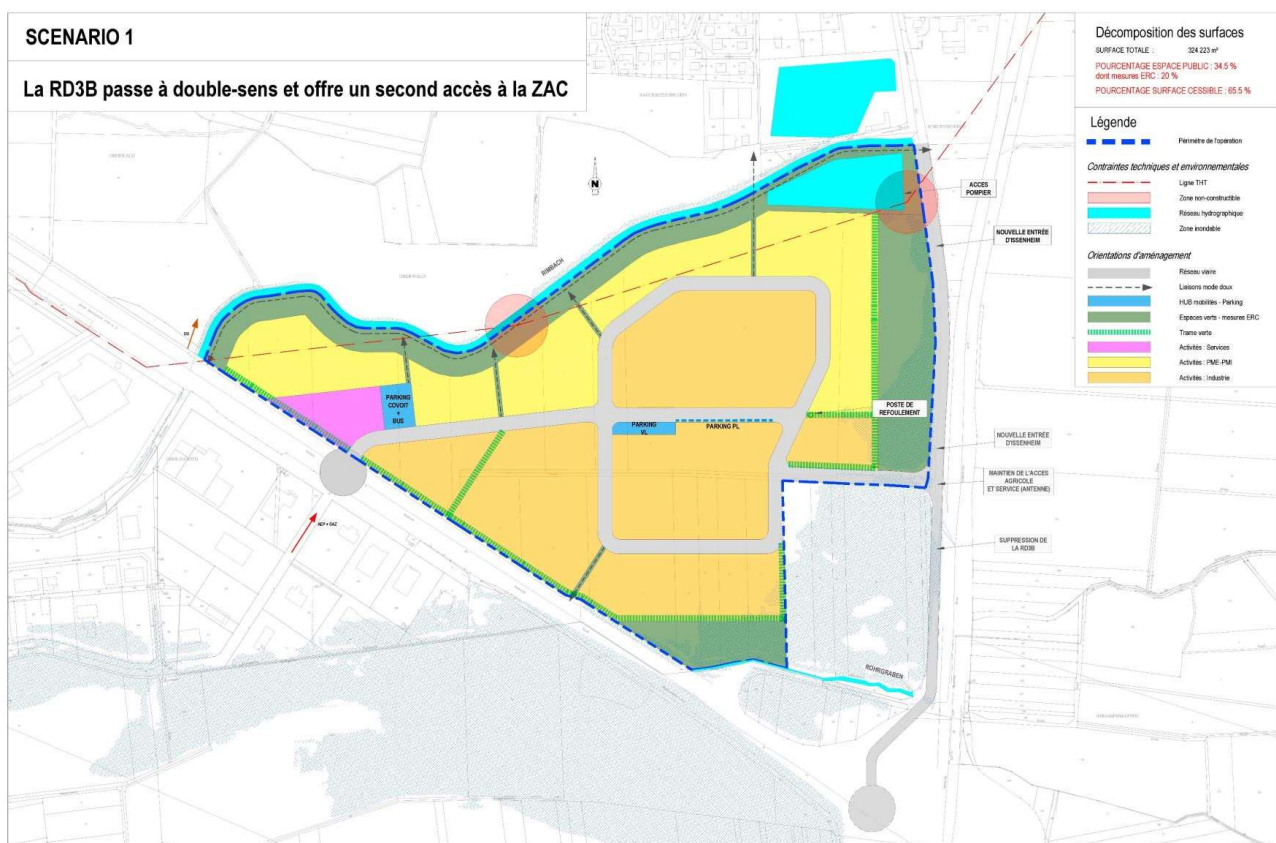 SCENARIO 1
La RD3B passe à double-sens et offre un second accès à la ZAC
Décomposition des surfaces
SURFACE TOTALE : 324 223 m²
POURCENTAGE ESPACE PUBLIC : 34.5 %
dont mesures ERC : 20 %
POURCENTAGE SURFACE CESSIBLE : 65.5 %
Légende
Périmètre de l'opération
Contraintes techniques et environnementales
Ligne THT
Zone non-constructible
Réseau hydrographique
Zone inondable
Orientations d'aménagement
Réseau viaire
Liaisons mode doux
HUB mobilités - Parking
Espaces verts - mesures ERC
Trame verte
Activités : Services
Activités : PME-PMI
Activités : Industrie
N
ACCES
POMPIER
NOUVELLE ENTRÉE
D'ISSENHEIM
RIMBACH
PARKING
COVOIT
+
BUS
PARKING
VL
PARKING PL
POSTE DE
REFOULEMENT
NOUVELLE ENTRÉE
D'ISSENHEIM
MAINTIEN DE L'ACCES
AGRICOLE
ET SERVICE (ANTENNE)
SUPPRESSION DE
LA RD3B
AEP + GAZ
ROHRGRABEN